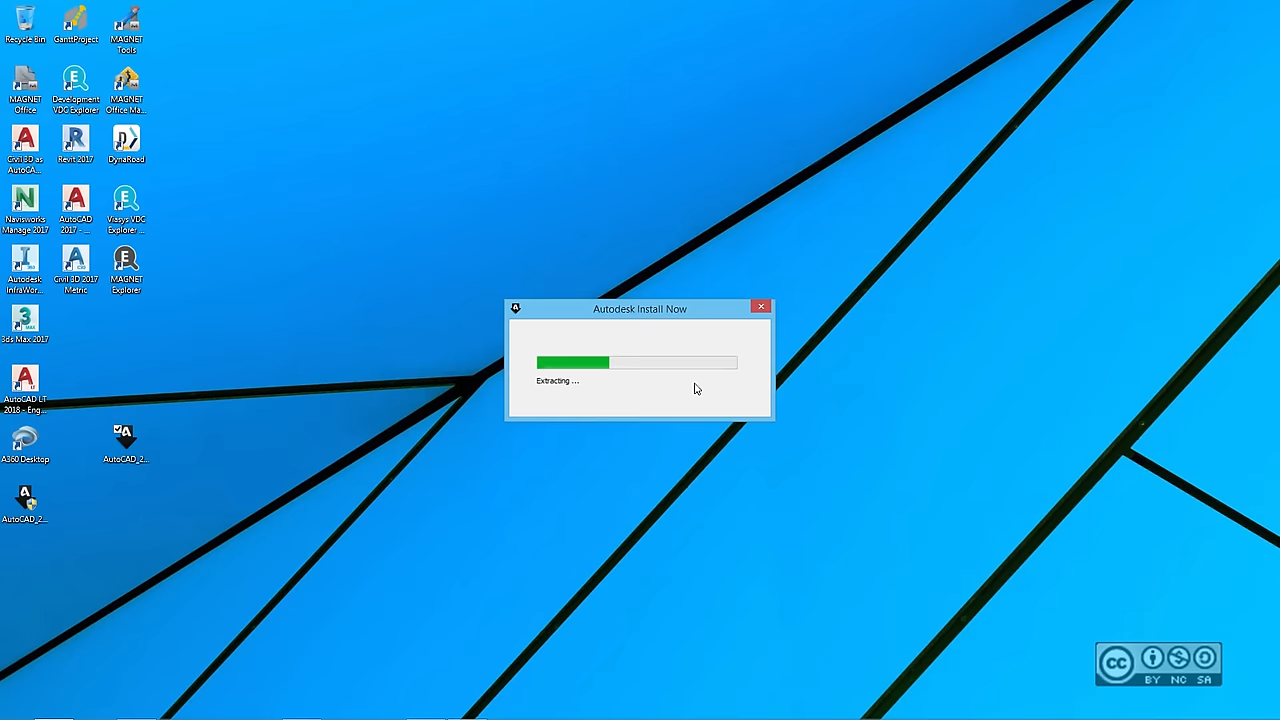 Recycle Bin
GanttProject
MAGNET
Tools
MAGNET
Office
Development
VDC Explorer
MAGNET
Office Ma...
Civil 3D as
AutoCA...
Revit 2017
DynaRoad
Navisworks
Manage 2017
AutoCAD
2017 - ...
Viasys VDC
Explorer ...
Autodesk
InfraWor...
Civil 3D 2017
Metric
MAGNET
Explorer
3ds Max 2017
AutoCAD LT
2018 - Eng...
A360 Desktop
AutoCAD_2...
AutoCAD_2...
Autodesk Install Now
Extracting ...
cc
BY NC SA